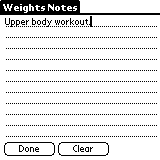 Weights Notes
Upper body workout.
Done
Clear